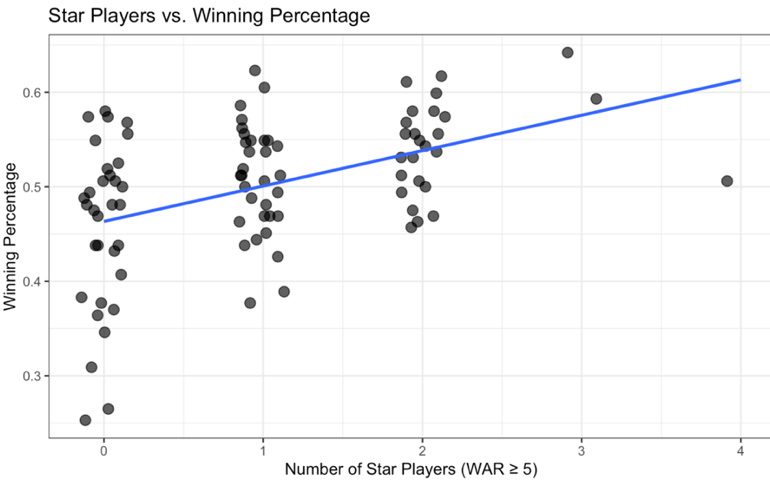 Star Players vs. Winning Percentage
Winning Percentage
0.6
0.5
0.4
0.3
0 1 2 3 4
Number of Star Players (WAR ≥ 5)